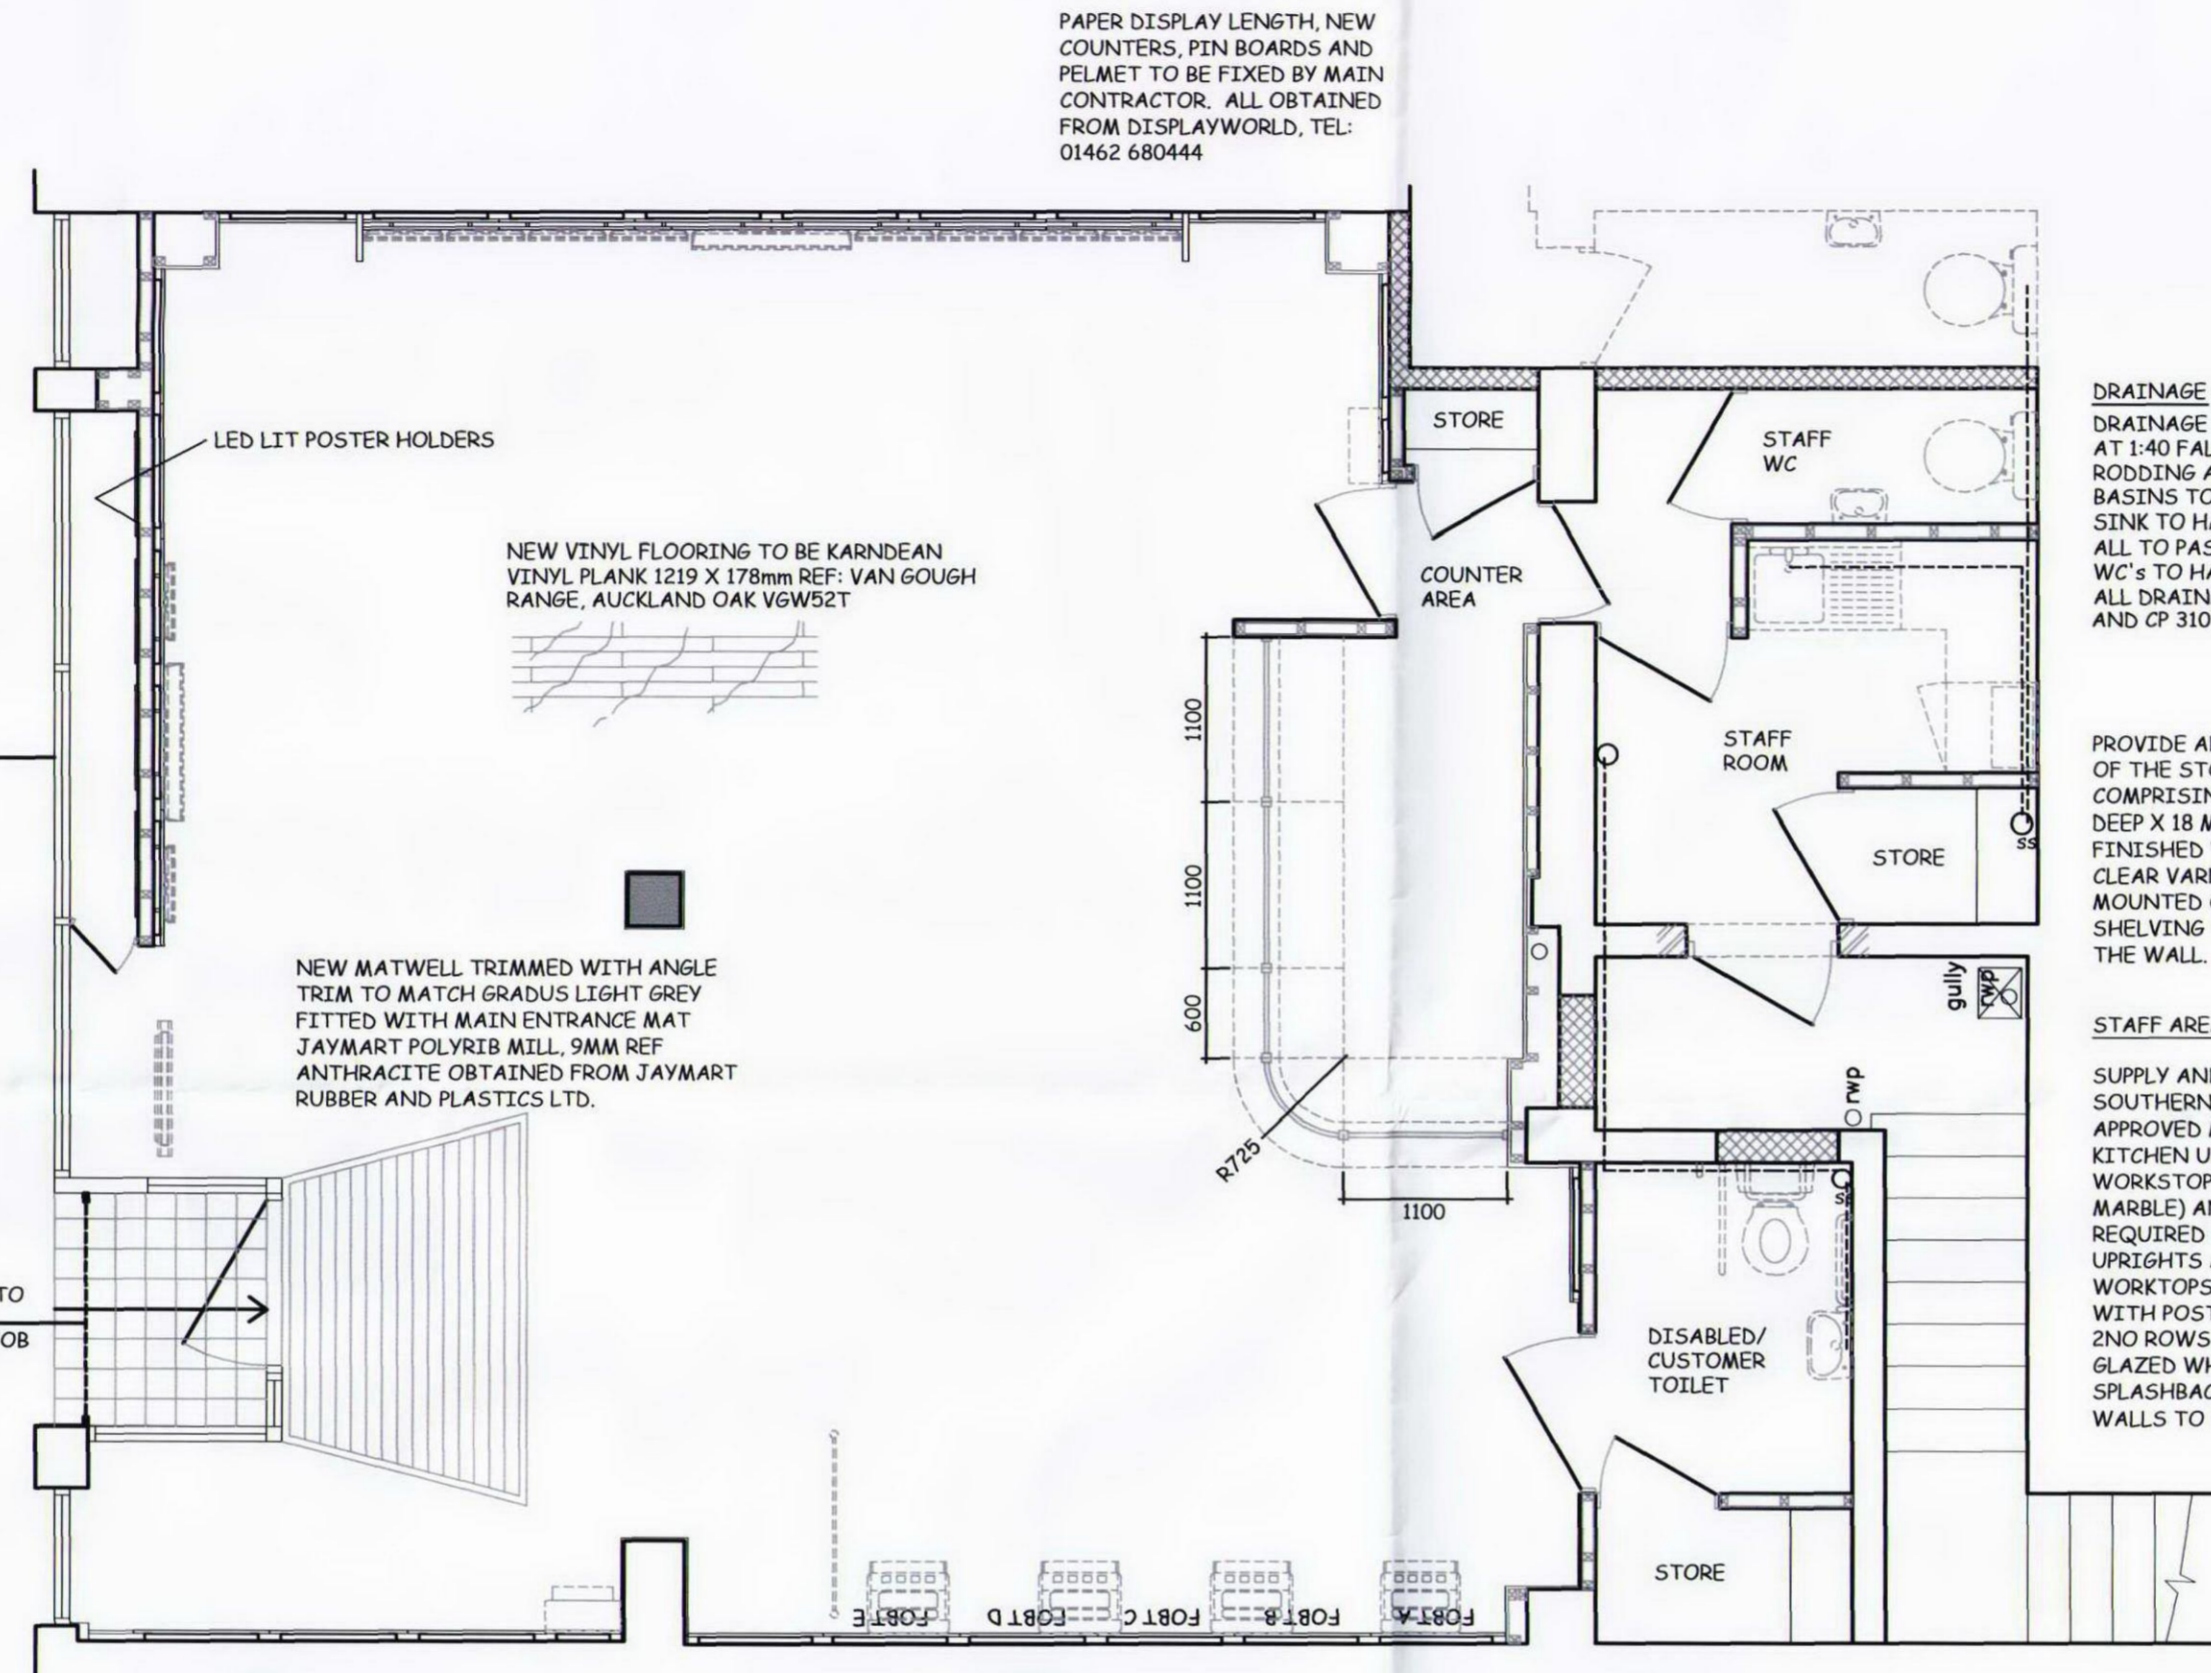 PAPER DISPLAY LENGTH, NEW
COUNTERS, PIN BOARDS AND
PELMET TO BE FIXED BY MAIN
CONTRACTOR. ALL OBTAINED
FROM DISPLAYWORLD, TEL:
01462 680444
LED LIT POSTER HOLDERS
NEW VINYL FLOORING TO BE KARNDEAN
VINYL PLANK 1219 X 178mm REF: VAN GOUGH
RANGE, AUCKLAND OAK VGW52T
NEW MATWELL TRIMMED WITH ANGLE
TRIM TO MATCH GRADUS LIGHT GREY
FITTED WITH MAIN ENTRANCE MAT
JAYMART POLYRIB MILL, 9MM REF
ANTHRACITE OBTAINED FROM JAYMART
RUBBER AND PLASTICS LTD.
TO
OB
STORE
COUNTER
AREA
STAFF
WC
STAFF
ROOM
STORE
ss
1100
1100
600
R725
1100
gully
rwp
rwp
s
DISABLED/
CUSTOMER
TOILET
STORE
FOBT E
FOBT D
FOBT C
FOBT B
FOBT A
DRAINAGE
DRAINAGE
AT 1:40 FAL
RODDING A
BASINS TO
SINK TO HA
ALL TO PAS
WC's TO HA
ALL DRAIN
AND CP 310
PROVIDE A
OF THE STO
COMPRISIN
DEEP X 18 M
FINISHED
CLEAR VAR
MOUNTED
SHELVING
THE WALL.
STAFF ARE
SUPPLY AN
SOUTHERN
APPROVED
KITCHEN U
WORKSTOP
MARBLE) A
REQUIRED
UPRIGHTS
WORKTOPS
WITH POST
2NO ROWS
GLAZED WH
SPLASHBAC
WALLS TO